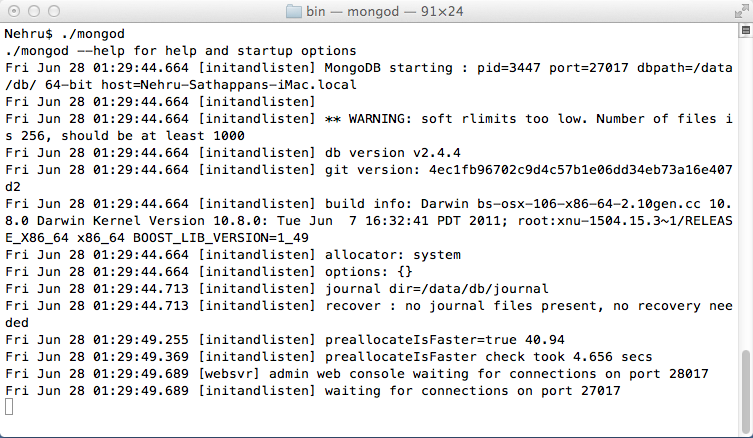 bin — mongod — 91×24
Nehru$ ./mongod
./mongod --help for help and startup options
Fri Jun 28 01:29:44.664 [initandlisten] MongoDB starting : pid=3447 port=27017 dbpath=/data
/db/ 64-bit host=Nehru-Sathappans-iMac.local
Fri Jun 28 01:29:44.664 [initandlisten]
Fri Jun 28 01:29:44.664 [initandlisten] ** WARNING: soft rlimits too low. Number of files i
s 256, should be at least 1000
Fri Jun 28 01:29:44.664 [initandlisten] db version v2.4.4
Fri Jun 28 01:29:44.664 [initandlisten] git version: 4ec1fb96702c9d4c57b1e06dd34eb73a16e407
d2
Fri Jun 28 01:29:44.664 [initandlisten] build info: Darwin bs-osx-106-x86-64-2.10gen.cc 10.
8.0 Darwin Kernel Version 10.8.0: Tue Jun  7 16:32:41 PDT 2011; root:xnu-1504.15.3~1/RELEAS
E_X86_64 x86_64 BOOST_LIB_VERSION=1_49
Fri Jun 28 01:29:44.664 [initandlisten] allocator: system
Fri Jun 28 01:29:44.664 [initandlisten] options: {}
Fri Jun 28 01:29:44.713 [initandlisten] journal dir=/data/db/journal
Fri Jun 28 01:29:44.713 [initandlisten] recover : no journal files present, no recovery nee
ded
Fri Jun 28 01:29:49.255 [initandlisten] preallocateIsFaster=true 40.94
Fri Jun 28 01:29:49.369 [initandlisten] preallocateIsFaster check took 4.656 secs
Fri Jun 28 01:29:49.689 [websvr] admin web console waiting for connections on port 28017
Fri Jun 28 01:29:49.689 [initandlisten] waiting for connections on port 27017